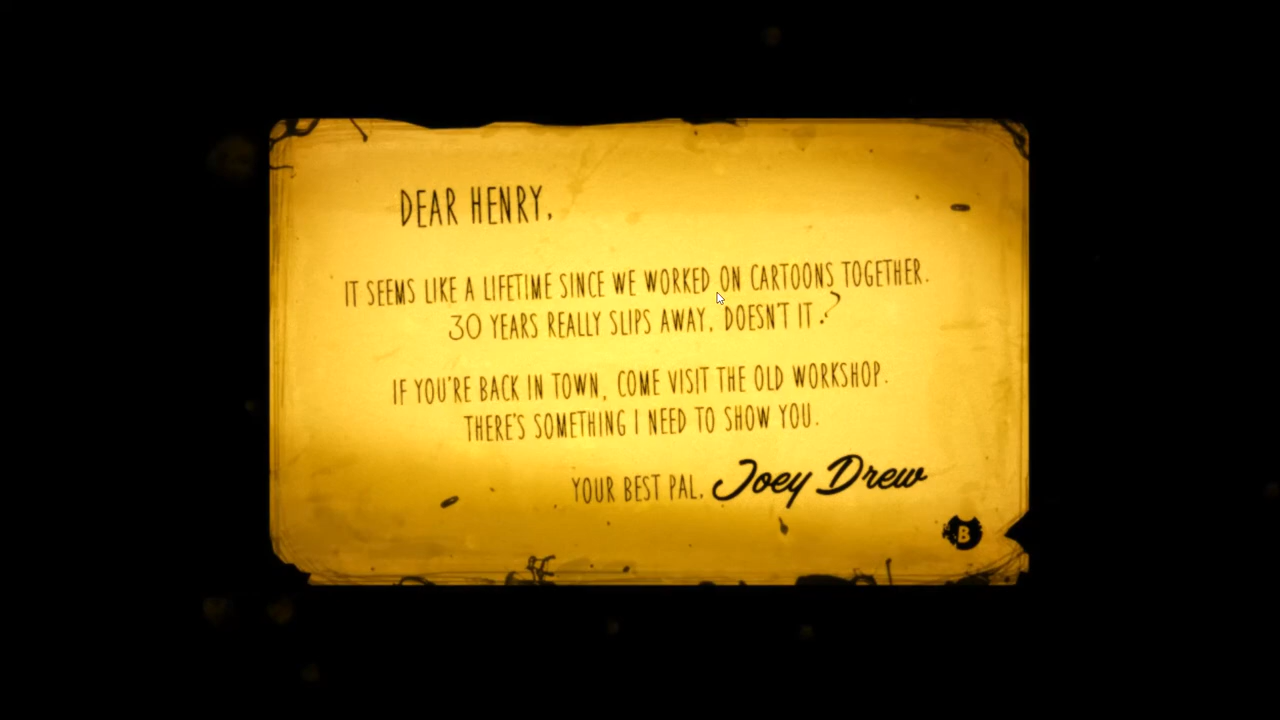 DEAR HENRY,
IT SEEMS LIKE A LIFETIME SINCE WE WORKED ON CARTOONS TOGETHER.
30 YEARS REALLY SLIPS AWAY, DOESN'T IT?
IF YOU'RE BACK IN TOWN, COME VISIT THE OLD WORKSHOP.
THERE'S SOMETHING I NEED TO SHOW YOU.
YOUR BEST PAL, Joey Drew
B